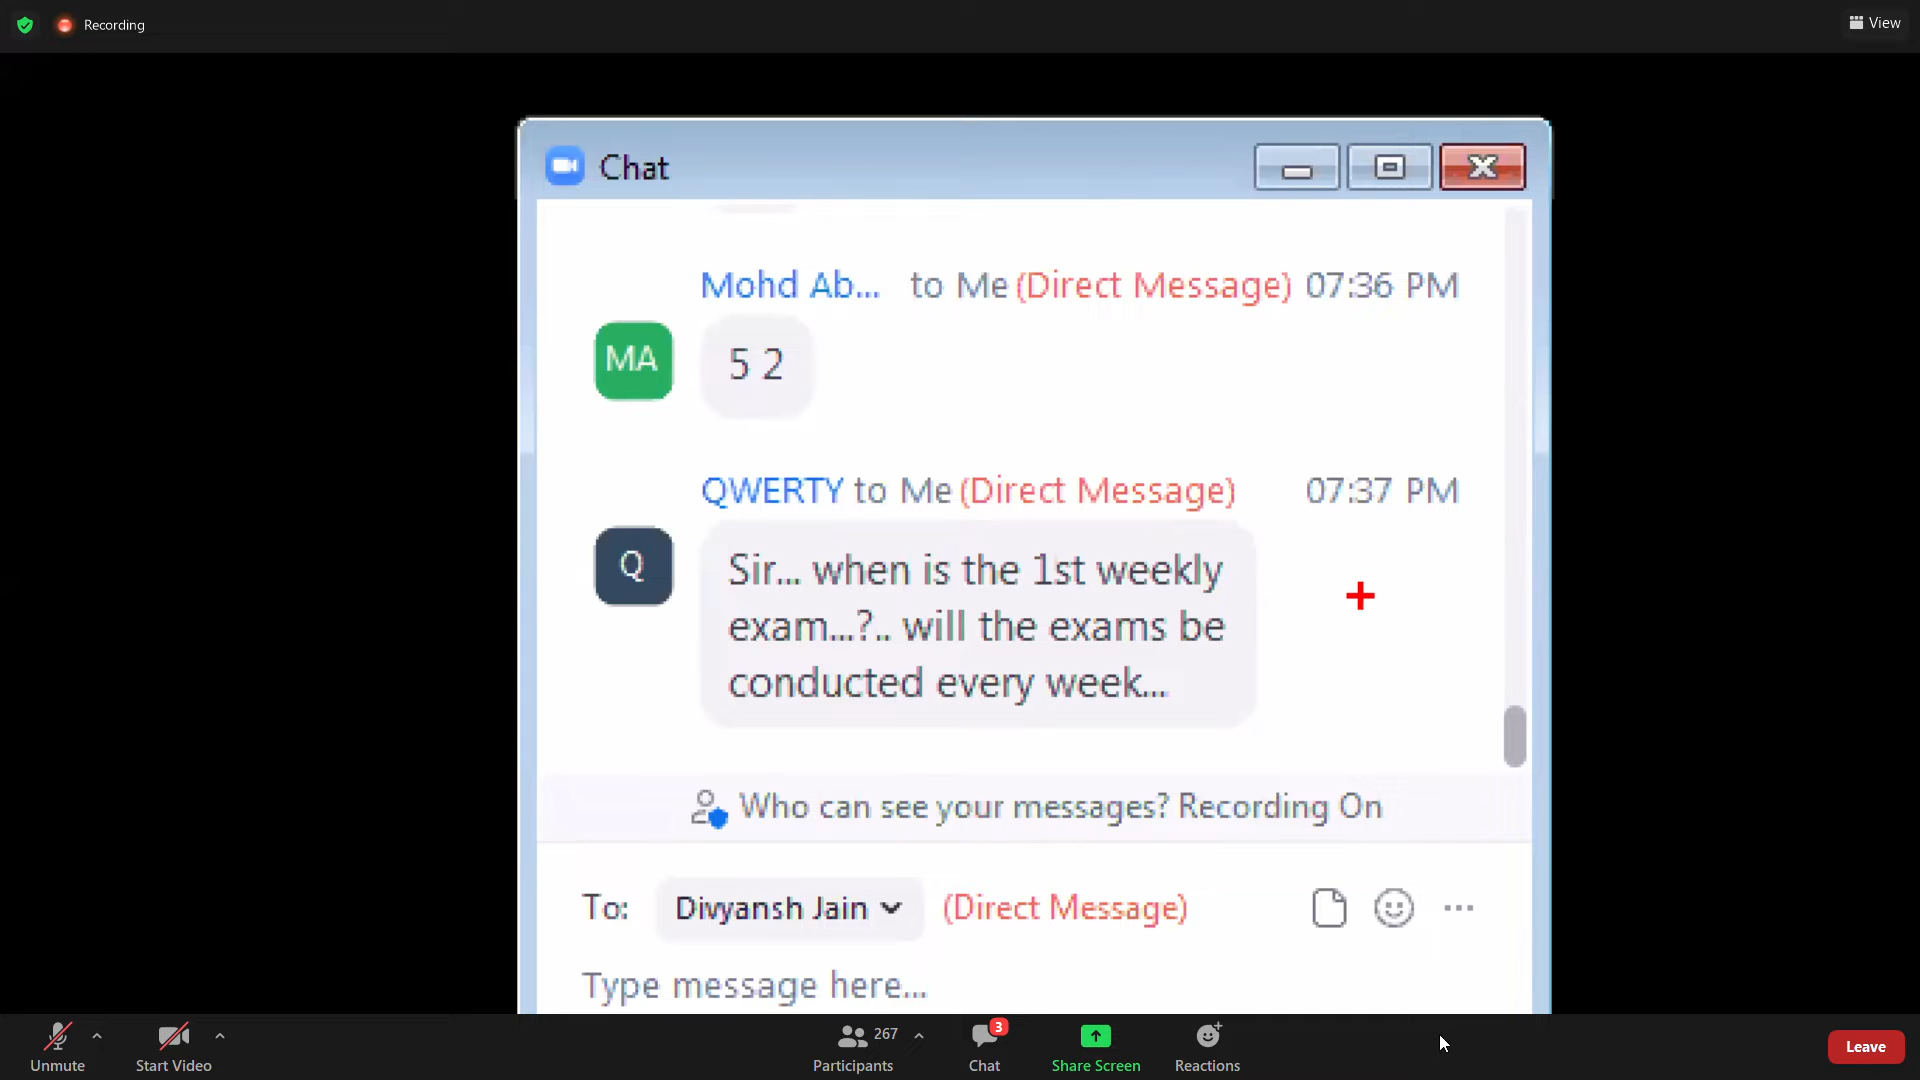 Recording
View
Chat
Mohd Ab... to Me (Direct Message) 07:36 PM
MA
5 2
QWERTY to Me (Direct Message) 07:37 PM
Q
Sir... when is the 1st weekly
exam...?.. will the exams be
conducted every week...
Who can see your messages? Recording On
To: Divyansh Jain (Direct Message)
Type message here...
Unmute
Start Video
267
Participants
3
Chat
Share Screen
Reactions
Leave